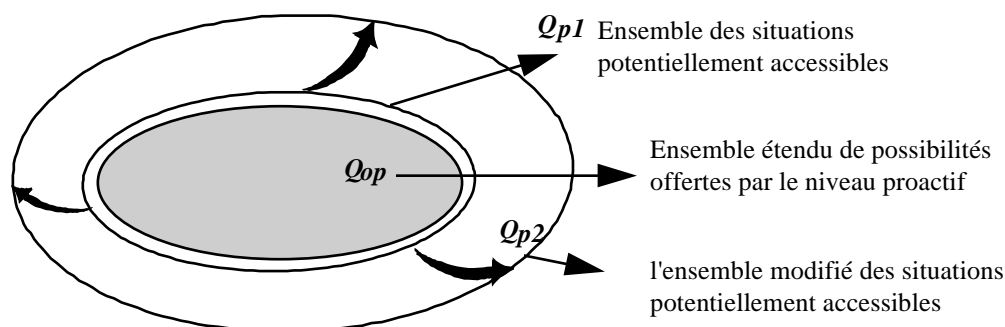 Qp1 Ensemble des situations
potentiellement accessibles
Qop
Ensemble étendu de possibilités
offertes par le niveau proactif
Qp2
l'ensemble modifié des situations
potentiellement accessibles